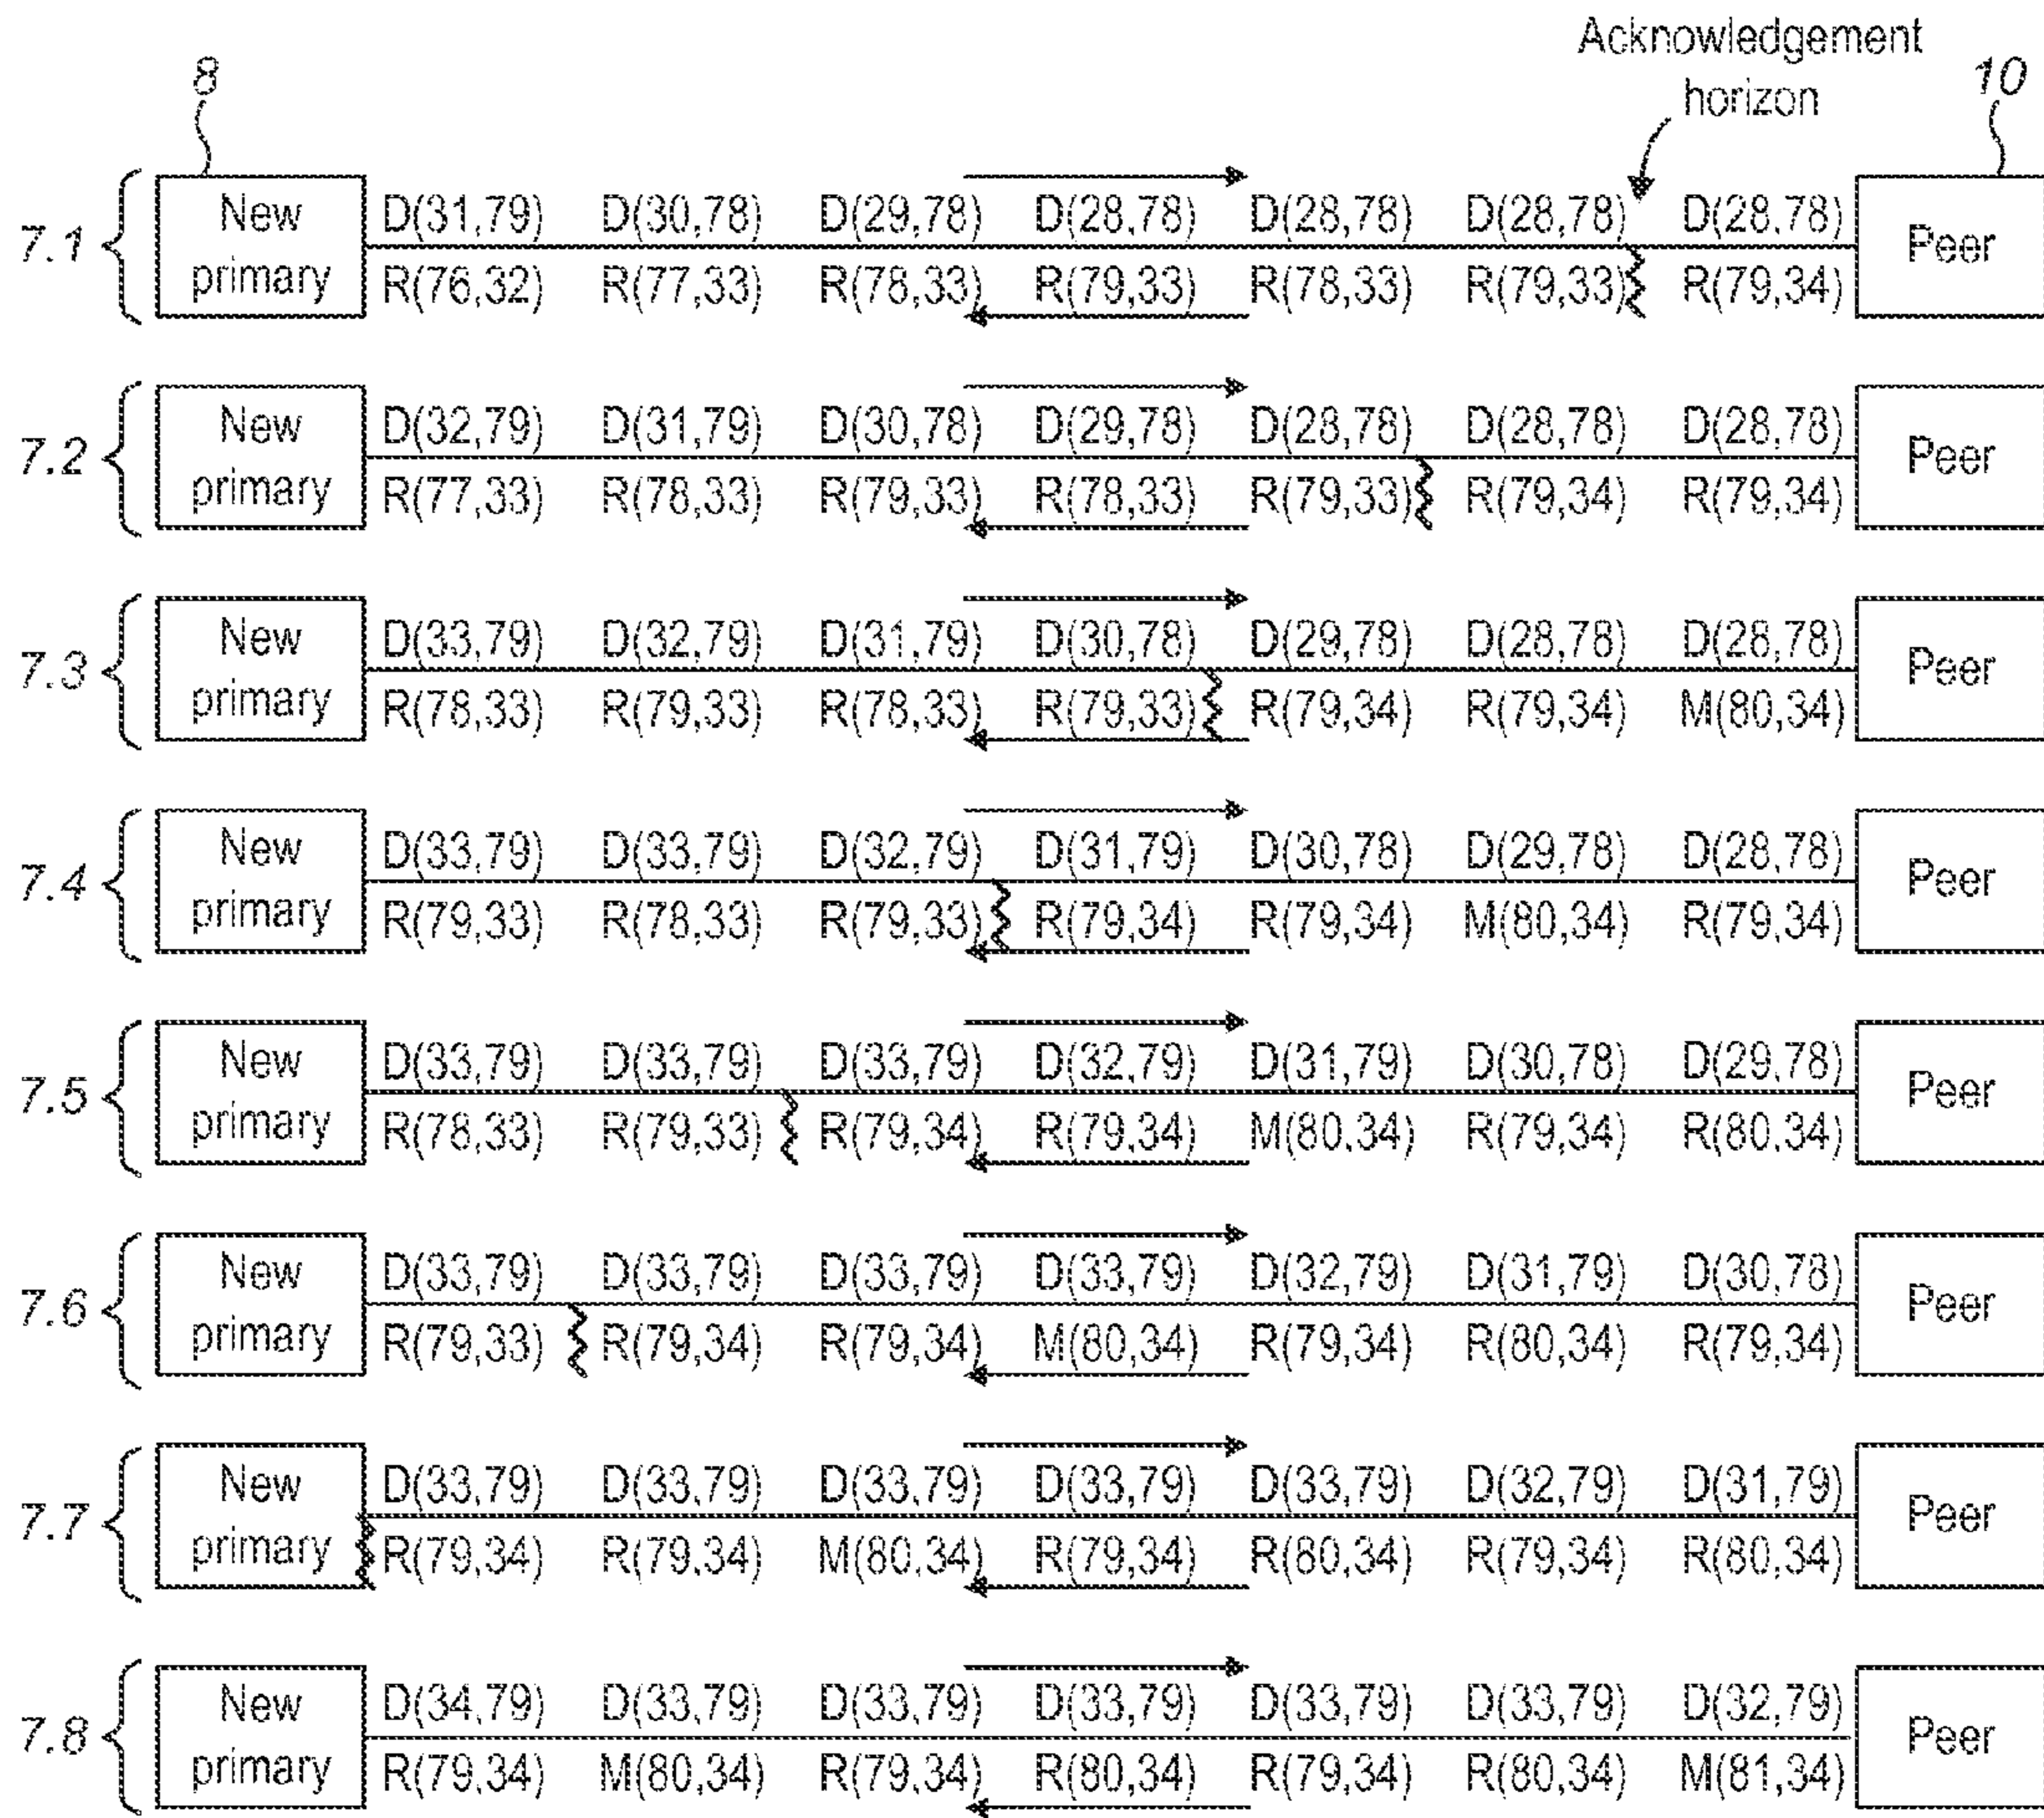 Acknowledgement
horizon
8
10
7.1
New
primary
D(31,79) D(30,78) D(29,78) D(28,78) D(28,78) D(28,78) D(28,78)
R(76,32) R(77,33) R(78,33) R(79,33) R(78,33) R(79,33) R(79,34)
Peer
7.2
New
primary
D(32,79) D(31,79) D(30,78) D(29,78) D(28,78) D(28,78) D(28,78)
R(77,33) R(78,33) R(79,33) R(78,33) R(79,33) R(79,34) R(79,34)
Peer
7.3
New
primary
D(33,79) D(32,79) D(31,79) D(30,78) D(29,78) D(28,78) D(28,78)
R(78,33) R(79,33) R(78,33) R(79,33) R(79,34) R(79,34) M(80,34)
Peer
7.4
New
primary
D(33,79) D(33,79) D(32,79) D(31,79) D(30,78) D(29,78) D(28,78)
R(79,33) R(78,33) R(79,33) R(79,34) R(79,34) M(80,34) R(79,34)
Peer
7.5
New
primary
D(33,79) D(33,79) D(33,79) D(32,79) D(31,79) D(30,78) D(29,78)
R(78,33) R(79,33) R(79,34) R(79,34) M(80,34) R(79,34) R(80,34)
Peer
7.6
New
primary
D(33,79) D(33,79) D(33,79) D(33,79) D(32,79) D(31,79) D(30,78)
R(79,33) R(79,34) R(79,34) M(80,34) R(79,34) R(80,34) R(79,34)
Peer
7.7
New
primary
D(33,79) D(33,79) D(33,79) D(33,79) D(33,79) D(32,79) D(31,79)
R(79,34) R(79,34) M(80,34) R(79,34) R(80,34) R(79,34) R(80,34)
Peer
7.8
New
primary
D(34,79) D(33,79) D(33,79) D(33,79) D(33,79) D(33,79) D(32,79)
R(79,34) M(80,34) R(79,34) R(80,34) R(79,34) R(80,34) M(81,34)
Peer